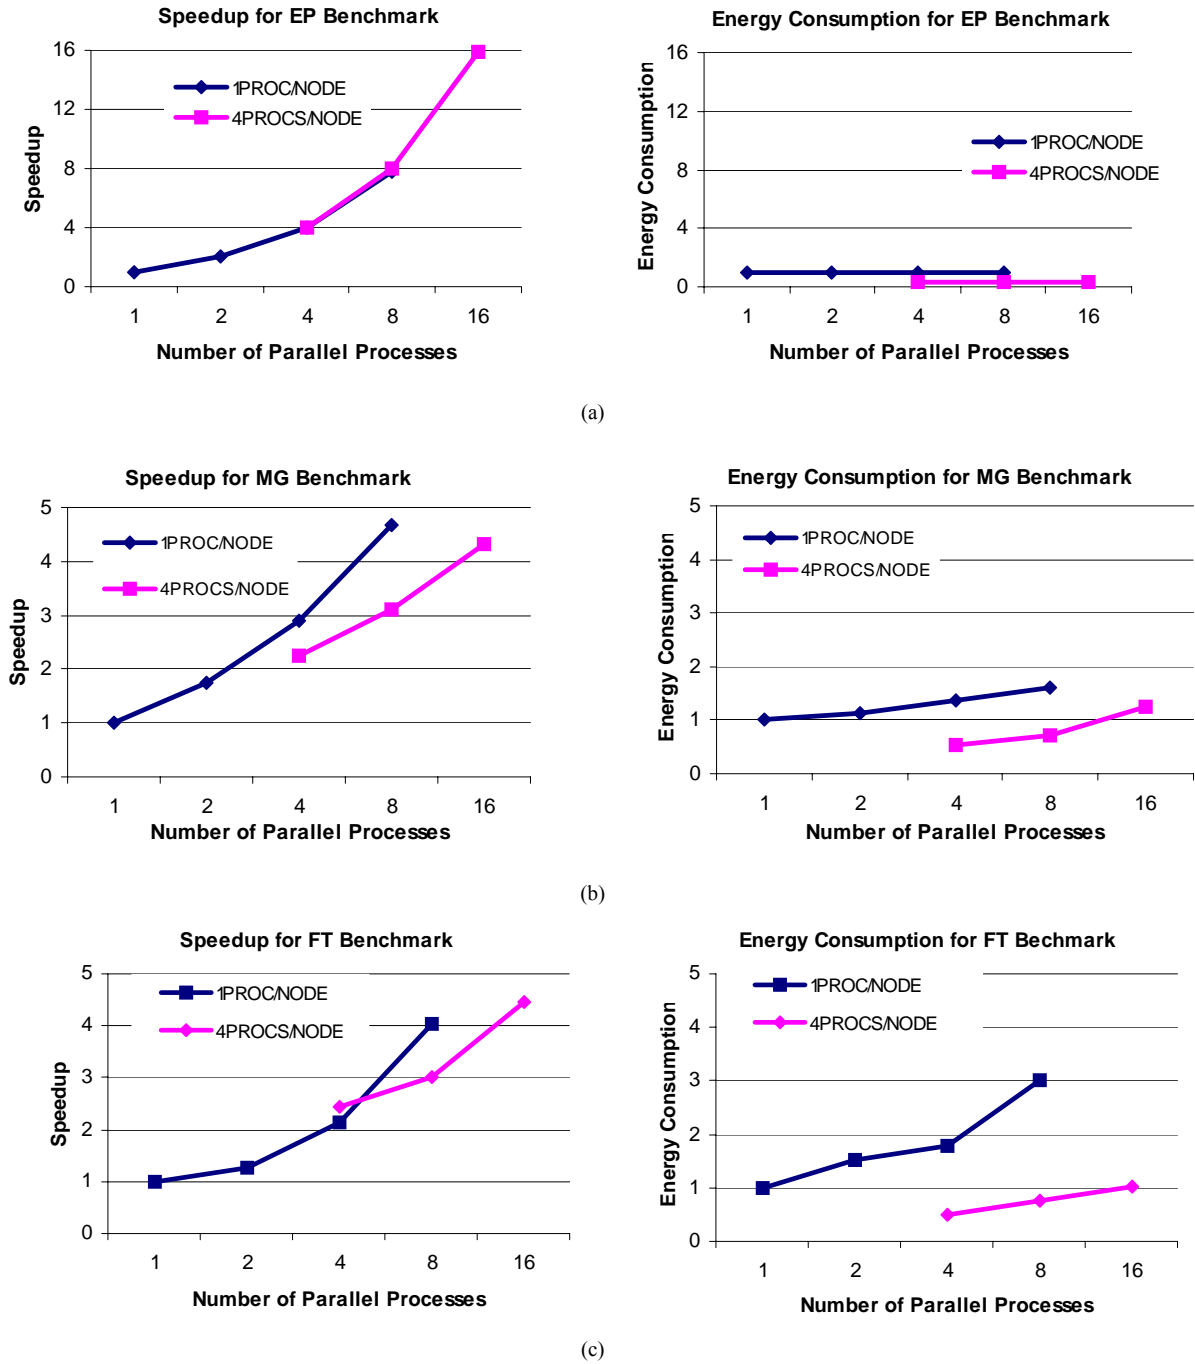 Speedup for EP Benchmark
16
12
8
4
0
Speedup
1PROC/NODE
4PROCS/NODE
1 2 4 8 16
Number of Parallel Processes
Energy Consumption for EP Benchmark
16
12
8
4
0
Energy Consumption
1PROC/NODE
4PROCS/NODE
1 2 4 8 16
Number of Parallel Processes
(a)
Speedup for MG Benchmark
5
4
3
2
1
0
Speedup
1PROC/NODE
4PROCS/NODE
1 2 4 8 16
Number of Parallel Processes
Energy Consumption for MG Benchmark
5
4
3
2
1
0
Energy Consumption
1PROC/NODE
4PROCS/NODE
1 2 4 8 16
Number of Parallel Processes
(b)
Speedup for FT Benchmark
5
4
3
2
1
0
Speedup
1PROC/NODE
4PROCS/NODE
1 2 4 8 16
Number of Parallel Processes
Energy Consumption for FT Bechmark
5
4
3
2
1
0
Energy Consumption
1PROC/NODE
4PROCS/NODE
1 2 4 8 16
Number of Parallel Processes
(c)